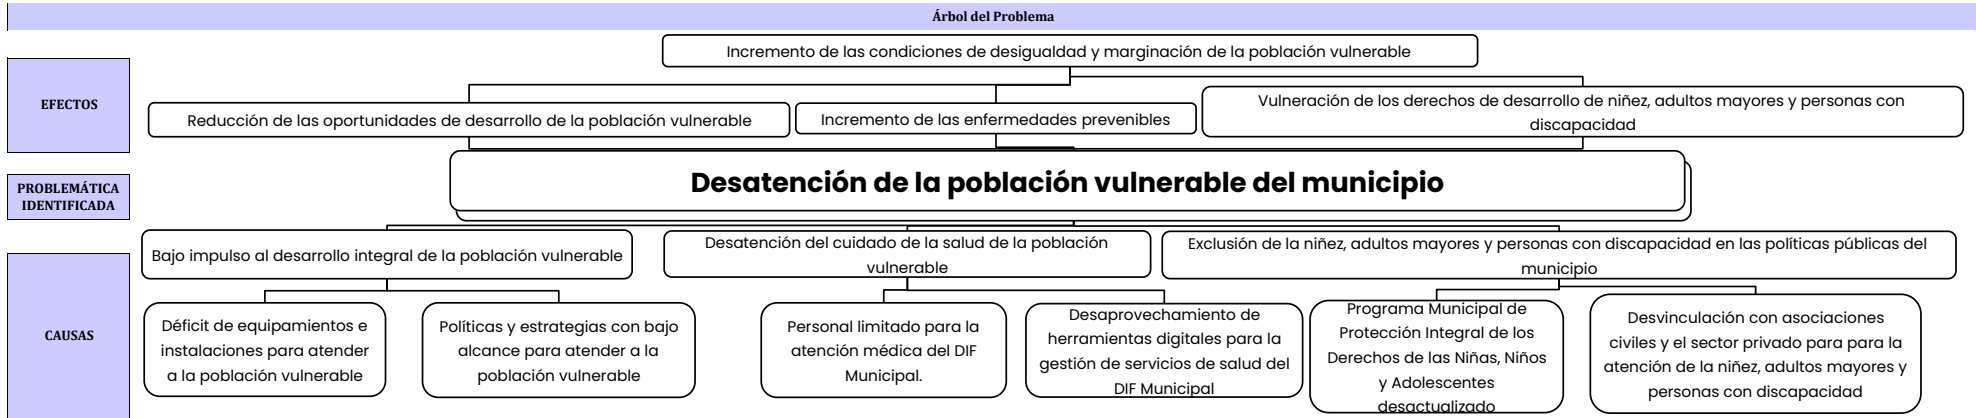 Árbol del Problema
Incremento de las condiciones de desigualdad y marginación de la población vulnerable
EFECTOS
Reducción de las oportunidades de desarrollo de la población vulnerable
Incremento de las enfermedades prevenibles
Vulneración de los derechos de desarrollo de niñez, adultos mayores y personas con
discapacidad
PROBLEMÁTICA
IDENTIFICADA
Desatención de la población vulnerable del municipio
Bajo impulso al desarrollo integral de la población vulnerable
Desatención del cuidado de la salud de la población
vulnerable
Exclusión de la niñez, adultos mayores y personas con discapacidad en las políticas públicas del
municipio
CAUSAS
Déficit de equipamientos e
instalaciones para atender
a la población vulnerable
Políticas y estrategias con bajo
alcance para atender a la
población vulnerable
Personal limitado para la
atención médica del DIF
Municipal.
Desaprovechamiento de
herramientas digitales para la
gestión de servicios de salud del
DIF Municipal
Programa Municipal de
Protección Integral de los
Derechos de las Niñas, Niños
y Adolescentes
desactualizado
Desvinculación con asociaciones
civiles y el sector privado para para la
atención de la niñez, adultos mayores y
personas con discapacidad